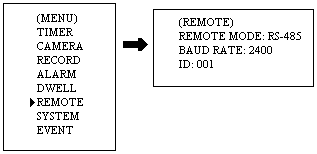 (MENU)
TIMER
CAMERA
RECORD
ALARM
DWELL
REMOTE
SYSTEM
EVENT
(REMOTE)
REMOTE MODE: RS-485
BAUD RATE: 2400
ID: 001